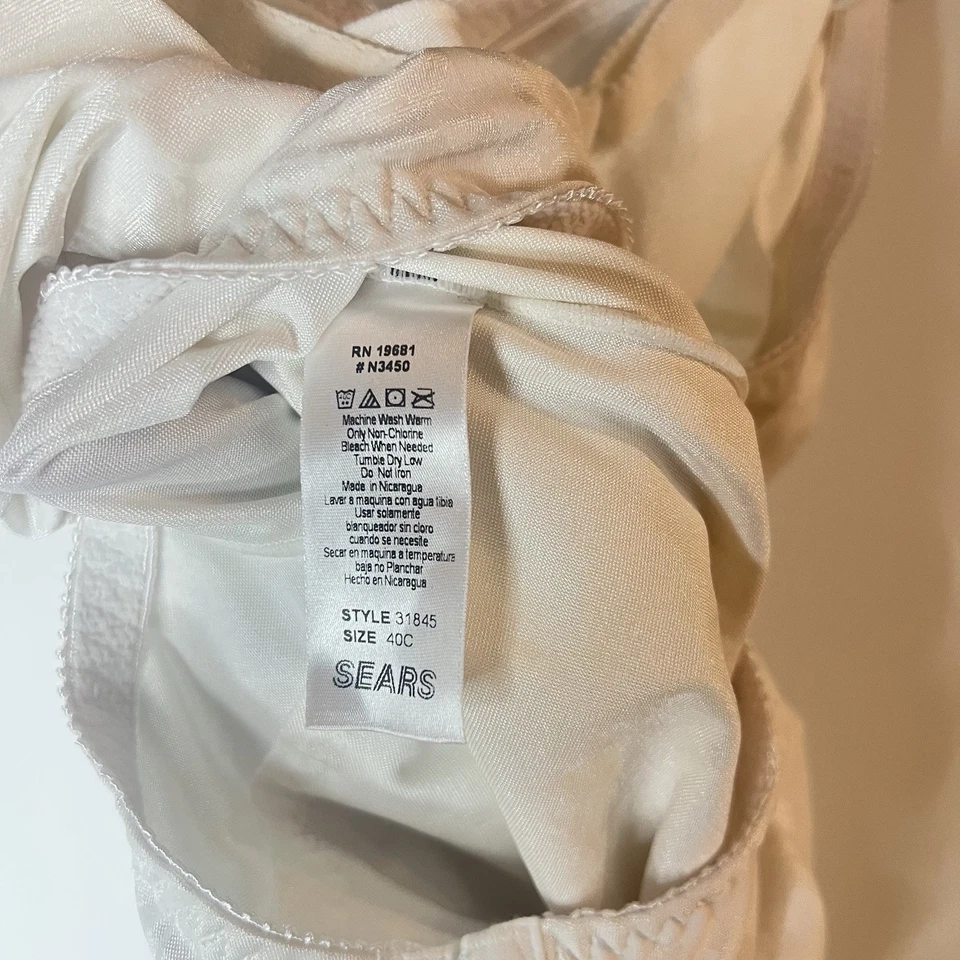 RN 19681
# N3450
Machine Wash Warm
Only Non-Chlorine
Bleach When Needed
Tumble Dry Low
Do Not Iron
Made in Nicaragua
Lavar a maquina con agua tibia
Usar solamente
blanqueador sin cloro
cuando se necesite
Secar en maquina a temperatura
baja no Planchar
Hecho en Nicaragua
STYLE 31845
SIZE 40C
SEARS